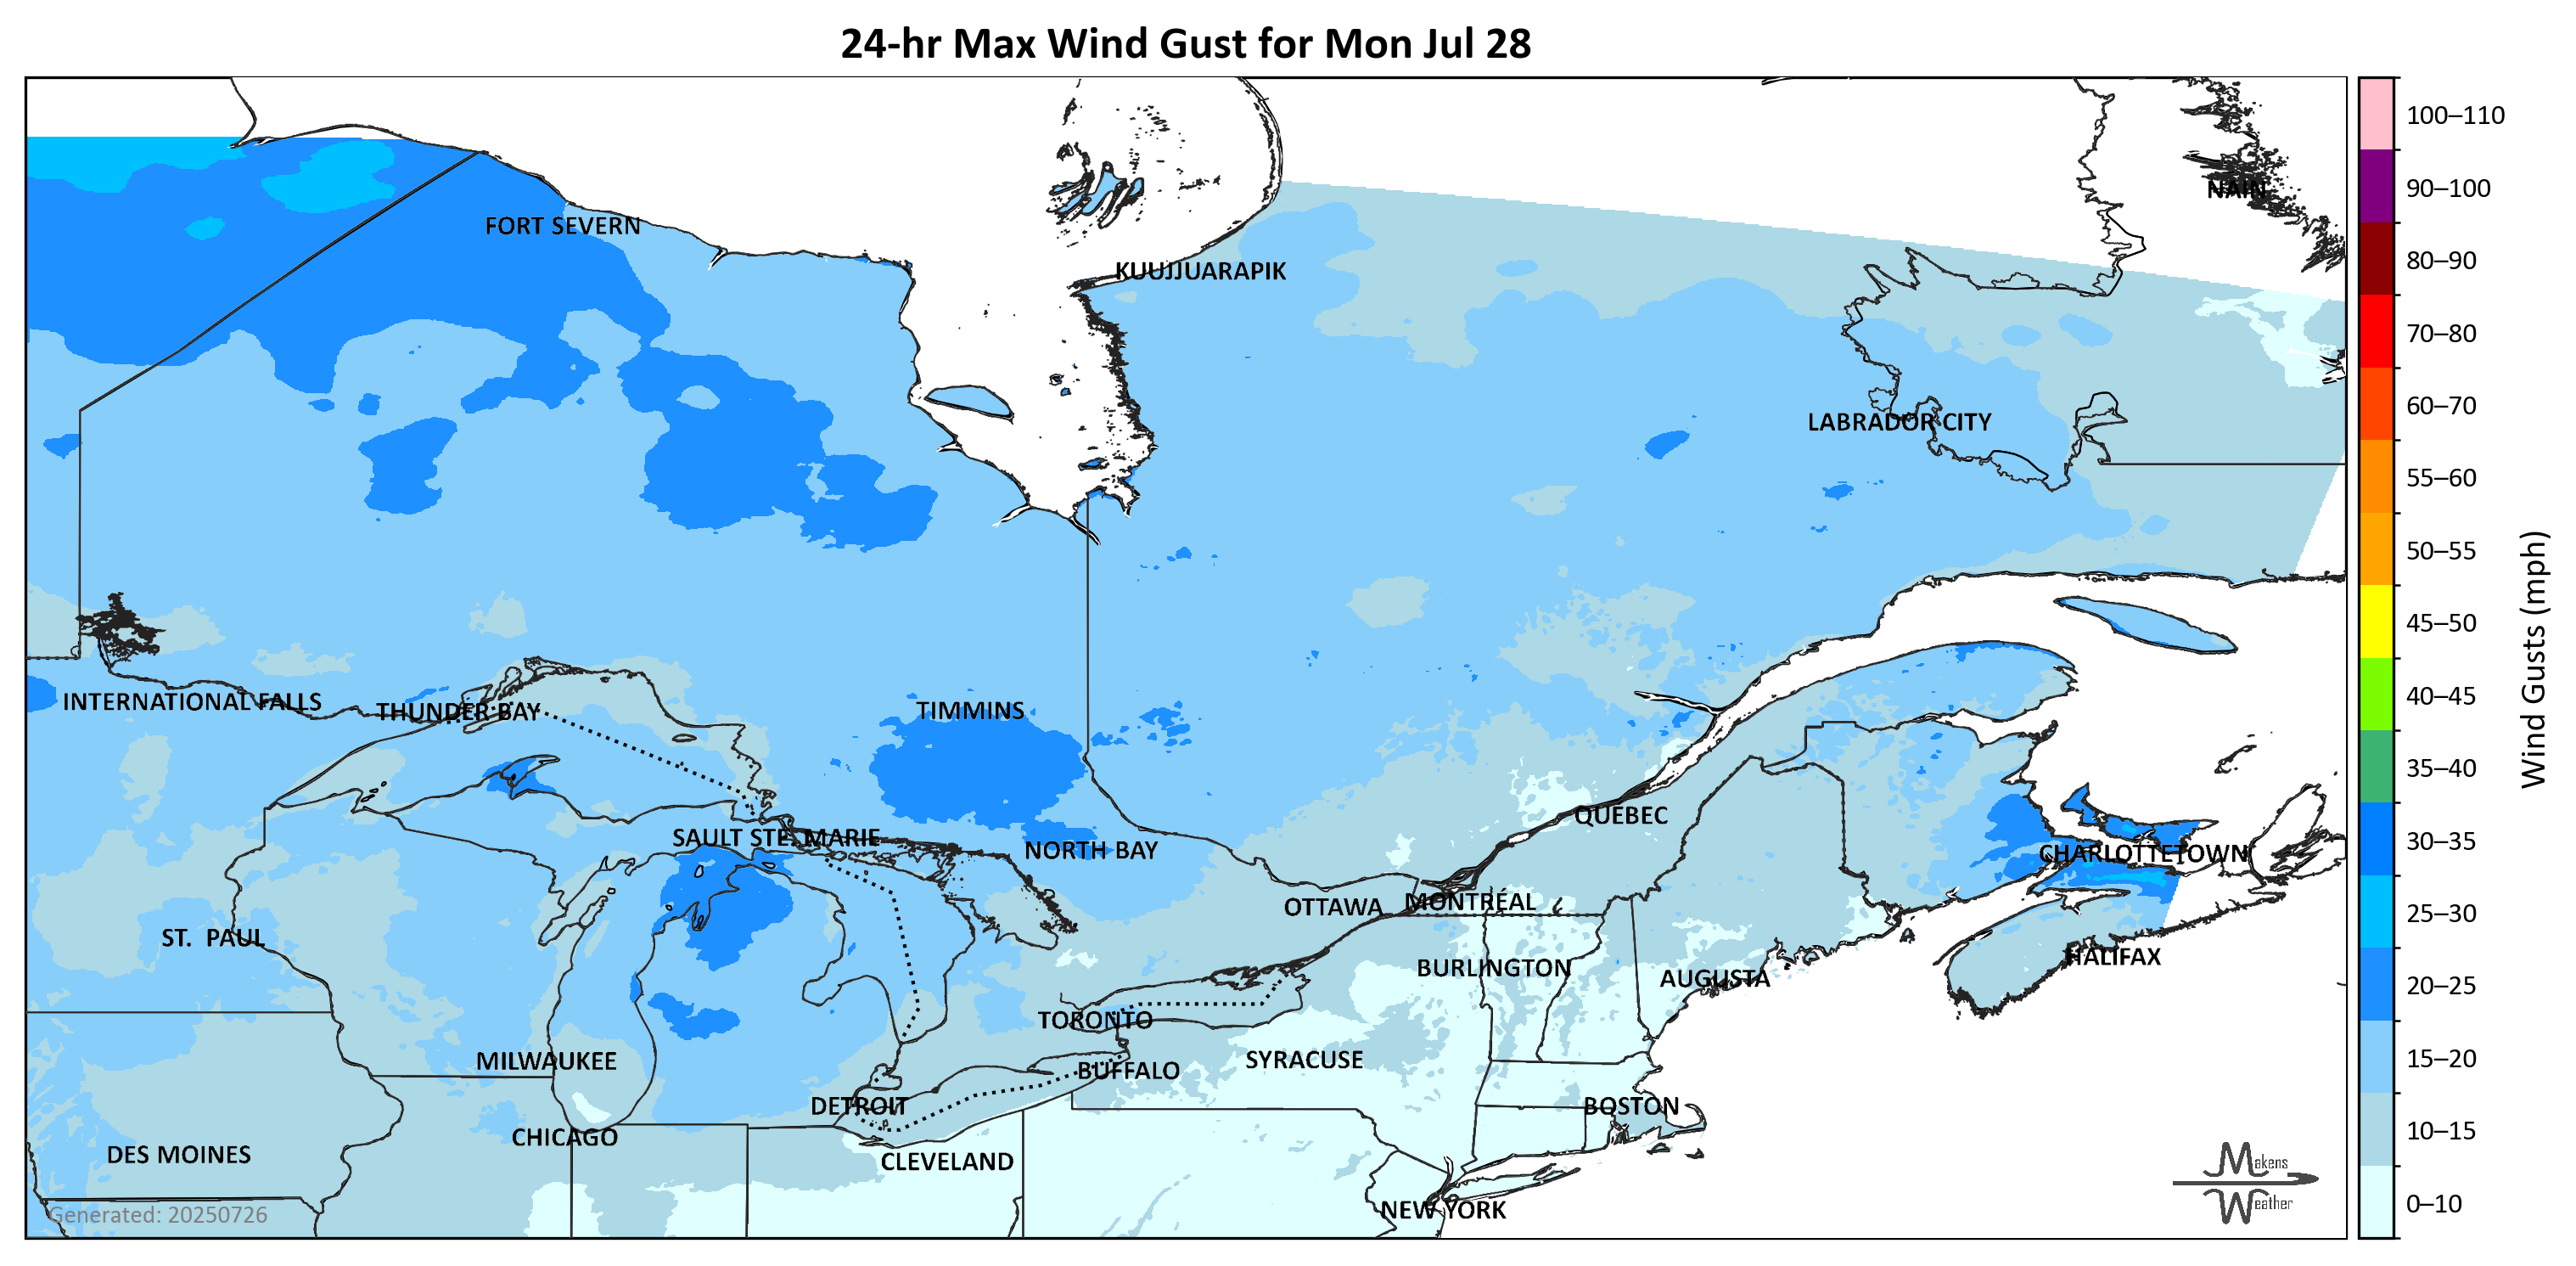 24-hr Max Wind Gust for Mon Jul 28
100–110
90–100
80–90
70–80
60–70
55–60
50–55
45–50
40–45
35–40
30–35
25–30
20–25
15–20
10–15
0–10
Wind Gusts (mph)
NAIN
FORT SEVERN
KUUJJUARAPIK
LABRADOR CITY
INTERNATIONAL FALLS
THUNDER BAY
TIMMINS
QUEBEC
SAULT STE. MARIE
NORTH BAY
CHARLOTTETOWN
OTTAWA
MONTRÉAL
ST. PAUL
HALIFAX
BURLINGTON
AUGUSTA
TORONTO
MILWAUKEE
SYRACUSE
BUFFALO
DETROIT
BOSTON
CHICAGO
DES MOINES
CLEVELAND
NEW YORK
Generated: 20250726
Makens
Weather